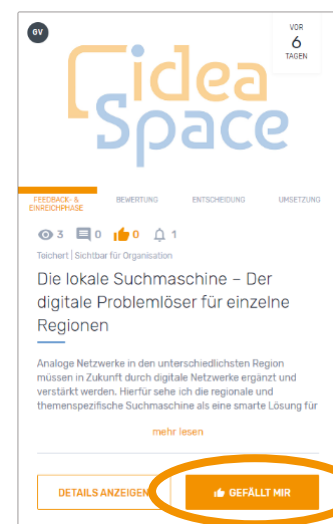 GV
VOR
6
TAGEN
idea
Space
FEEDBACK- &
EINREICHPHASE
BEWERTUNG
ENTSCHEIDUNG
UMSETZUNG
3 0 0 1
Teichert | Sichtbar für Organisation
Die lokale Suchmaschine – Der
digitale Problemlöser für einzelne
Regionen
Analoge Netzwerke in den unterschiedlichsten Region
müssen in Zukunft durch digitale Netzwerke ergänzt und
verstärkt werden. Hierfür sehe ich die regionale und
themenspezifische Suchmaschine als eine smarte Lösung für
mehr lesen
DETAILS ANZEIGEN
GEFÄLLT MIR